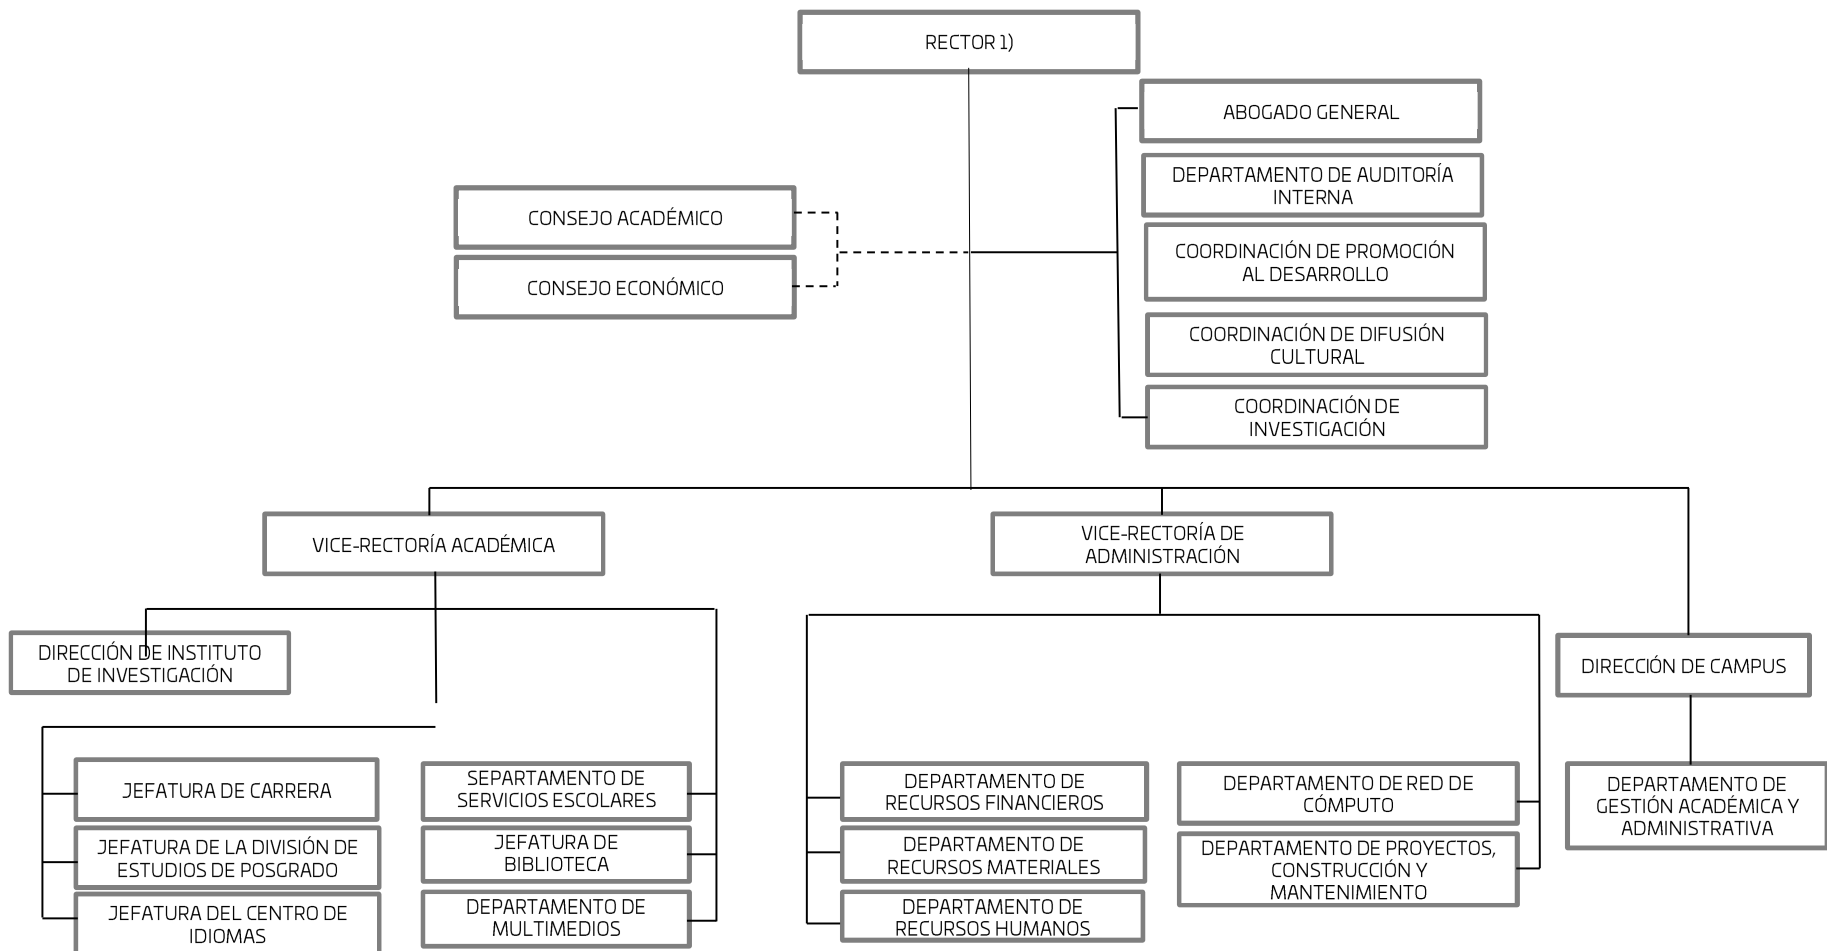 RECTOR 1)
ABOGADO GENERAL
DEPARTAMENTO DE AUDITORÍA
INTERNA
CONSEJO ACADÉMICO
COORDINACIÓN DE PROMOCIÓN
AL DESARROLLO
CONSEJO ECONÓMICO
COORDINACIÓN DE DIFUSIÓN
CULTURAL
COORDINACIÓN DE
INVESTIGACIÓN
VICE-RECTORÍA ACADÉMICA
VICE-RECTORÍA DE
ADMINISTRACIÓN
DIRECCIÓN DE INSTITUTO
DE INVESTIGACIÓN
DIRECCIÓN DE CAMPUS
JEFATURA DE CARRERA
JEFATURA DE LA DIVISIÓN DE
ESTUDIOS DE POSGRADO
JEFATURA DEL CENTRO DE
IDIOMAS
SEPARTAMENTO DE
SERVICIOS ESCOLARES
JEFATURA DE
BIBLIOTECA
DEPARTAMENTO DE
MULTIMEDIOS
DEPARTAMENTO DE
RECURSOS FINANCIEROS
DEPARTAMENTO DE
RECURSOS MATERIALES
DEPARTAMENTO DE
RECURSOS HUMANOS
DEPARTAMENTO DE RED DE
CÓMPUTO
DEPARTAMENTO DE PROYECTOS,
CONSTRUCCIÓN Y
MANTENIMIENTO
DEPARTAMENTO DE
GESTIÓN ACADÉMICA Y
ADMINISTRATIVA